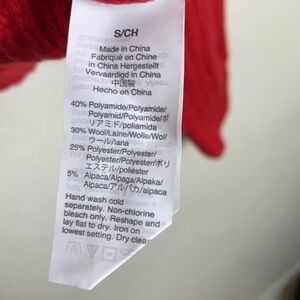 S/CH
Made in China
Fabriqué en Chine
in China Hergestellt
Vervaardigd in China
中国製
Hecho en China
40% Polyamide/Polyamide/
Polyamid/Polyamide/ポ
リアミド/poliamida
30% Wool/Laine/Wolle/Wol/
ウール/lana
25% Polyester/Polyester/
Polyester/Polyester/ポリ
エステル/poliéster
5% Alpaca/Alpaga/Alpaka/
Alpaca/アルパカ/alpaca
Hand wash cold
separately. Non-chlorine
bleach only. Reshape and
lay flat to dry. Iron on
lowest setting. Dry clean